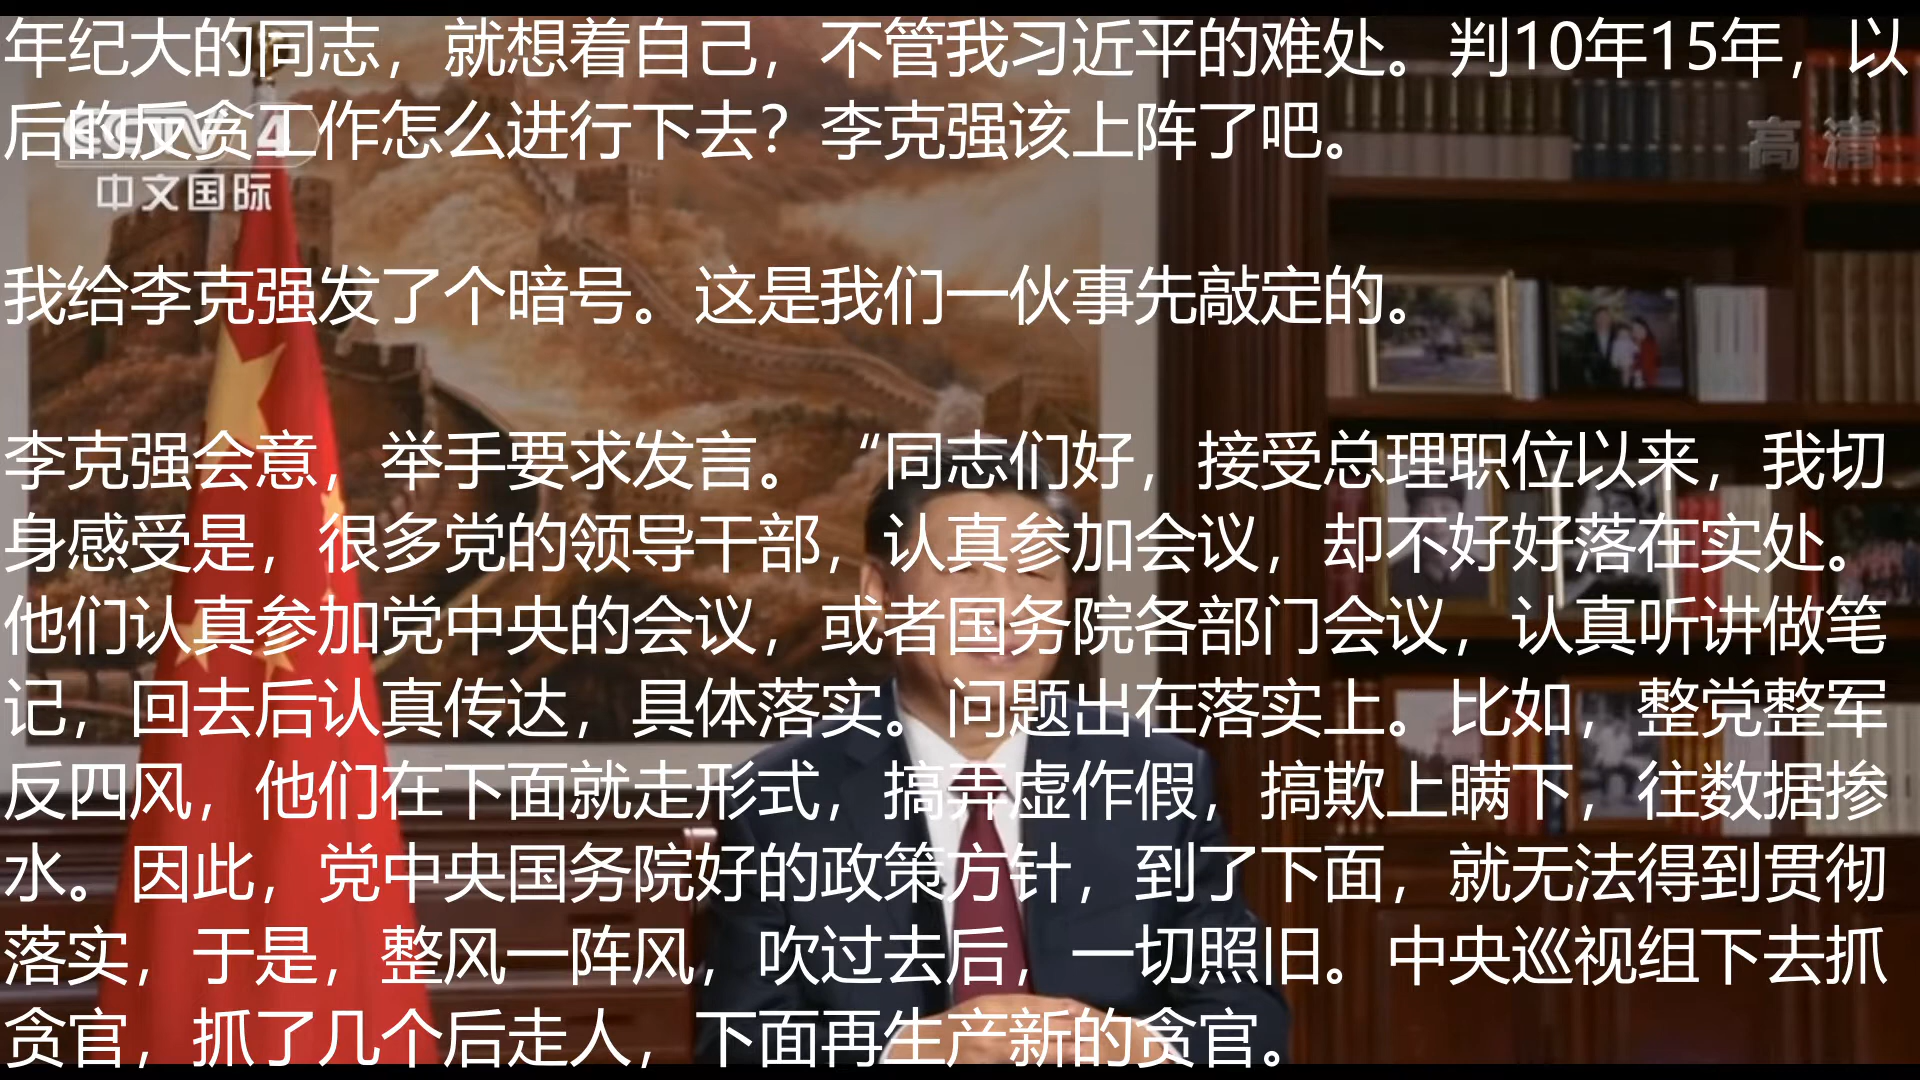 年纪大的同志，就想着自己，不管我习近平的难处。判10年15年，以
后的反贪工作怎么进行下去？李克强该上阵了吧。
CCTV 4
高清
中文国际
我给李克强发了个暗号。这是我们一伙事先敲定的。
李克强会意，举手要求发言。“同志们好，接受总理职位以来，我切
身感受是，很多党的领导干部，认真参加会议，却不好好落在实处。
他们认真参加党中央的会议，或者国务院各部门会议，认真听讲做笔
记，回去后认真传达，具体落实。问题出在落实上。比如，整党整军
反四风，他们在下面就走形式，搞弄虚作假，搞欺上瞒下，往数据掺
水。因此，党中央国务院好的政策方针，到了下面，就无法得到贯彻
落实，于是，整风一阵风，吹过去后，一切照旧。中央巡视组下去抓
贪官，抓了几个后走人，下面再生产新的贪官。